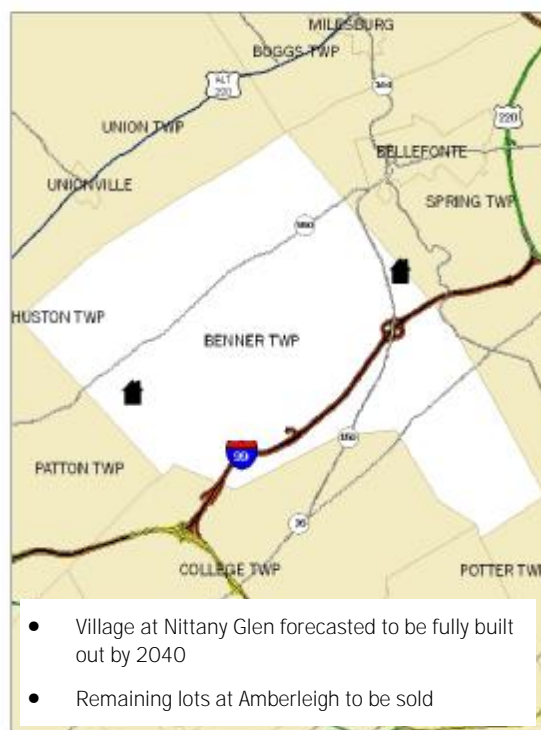 MILESBURG
BOGGS TWP
ALT
220
144
UNION TWP
220
BELLEFONTE
UNIONVILLE
SPRING TWP
550
HUSTON TWP
BENNER TWP
150
99
PATTON TWP
26
COLLEGE TWP
POTTER TWP
• Village at Nittany Glen forecasted to be fully built
out by 2040
• Remaining lots at Amberleigh to be sold